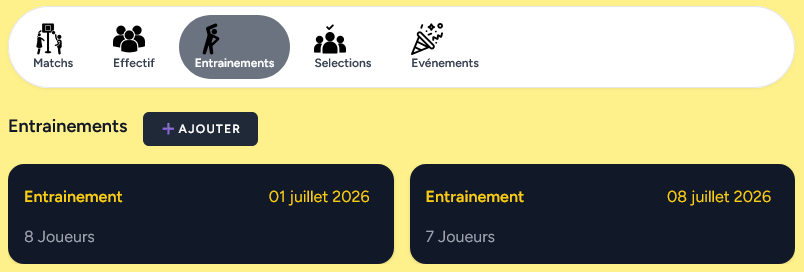 Matchs
Effectif
Entrainements
Selections
Evénements
Entrainements
+ AJOUTER
Entrainement 01 juillet 2026
8 Joueurs
Entrainement 08 juillet 2026
7 Joueurs